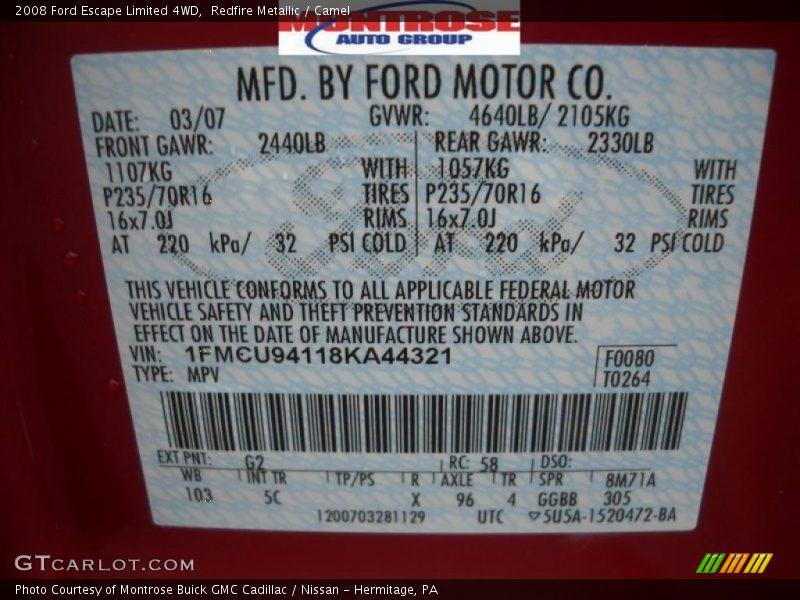 2008 Ford Escape Limited 4WD,  Redfire Metallic / Camel
MONTROSE
AUTO GROUP
MFD. BY FORD MOTOR CO.
DATE: 03/07 GVWR: 4640LB/ 2105KG
FRONT GAWR: 2440LB REAR GAWR: 2330LB
1107KG WITH 1057KG WITH
P235/70R16 TIRES P235/70R16 TIRES
16x7.0J RIMS 16x7.0J RIMS
AT 220 kPa/ 32 PSI COLD AT 220 kPa/ 32 PSI COLD
THIS VEHICLE CONFORMS TO ALL APPLICABLE FEDERAL MOTOR
VEHICLE SAFETY AND THEFT PREVENTION STANDARDS IN
EFFECT ON THE DATE OF MANUFACTURE SHOWN ABOVE.
VIN: 1FMCU94118KA44321 F0080
TYPE: MPV T0264
EXT PNT: G2 RC: 58 DSO:
WB INT TR TP/PS R AXLE TR SPR 8M71A
103 5C X 96 4 GGBB 305
1200703281129 UTC ▽5U5A-1520472-BA
GTcarlot.com
Photo Courtesy of Montrose Buick GMC Cadillac / Nissan - Hermitage, PA